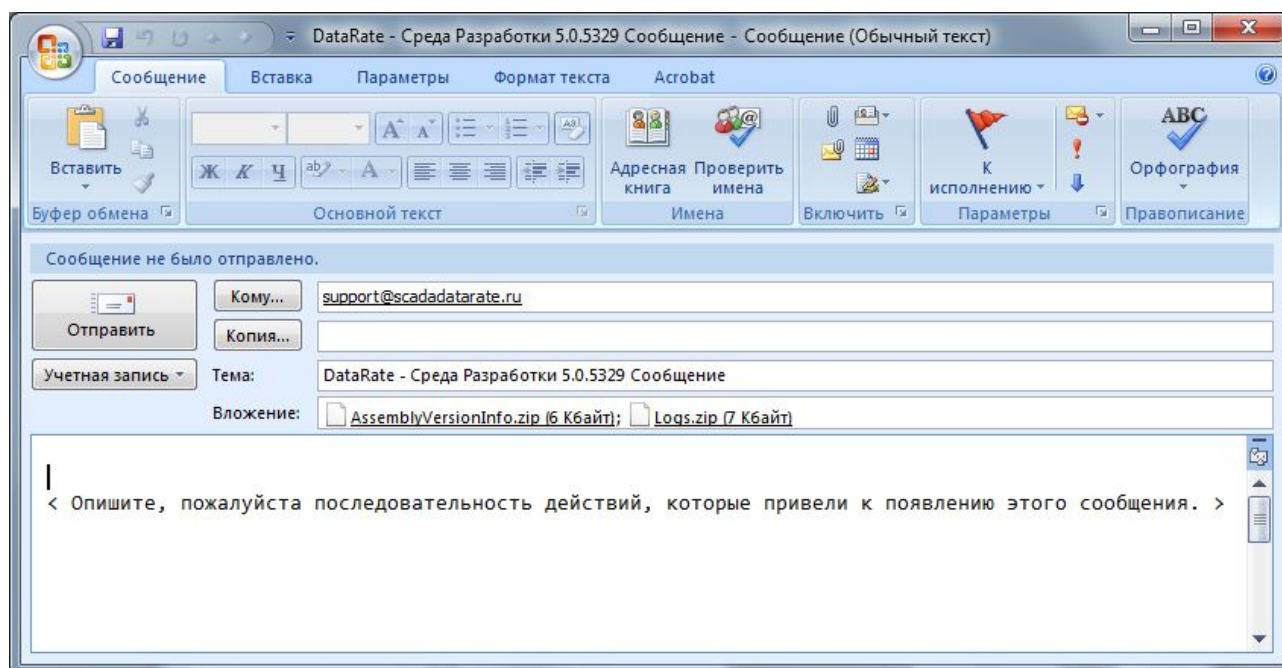 DataRate - Среда Разработки 5.0.5329 Сообщение - Сообщение (Обычный текст)
Сообщение Вставка Параметры Формат текста Acrobat
Вставить
Ж К Ч
Адресная книга
Проверить имена
К исполнению
ABC
Орфография
Буфер обмена Основной текст Имена Включить Параметры Правописание
Сообщение не было отправлено.
Отправить
Кому... support@scadadatarate.ru
Копия...
Учетная запись Тема: DataRate - Среда Разработки 5.0.5329 Сообщение
Вложение: AssemblyVersionInfo.zip (6 Кбайт); Logs.zip (7 Кбайт)
< Опишите, пожалуйста последовательность действий, которые привели к появлению этого сообщения. >